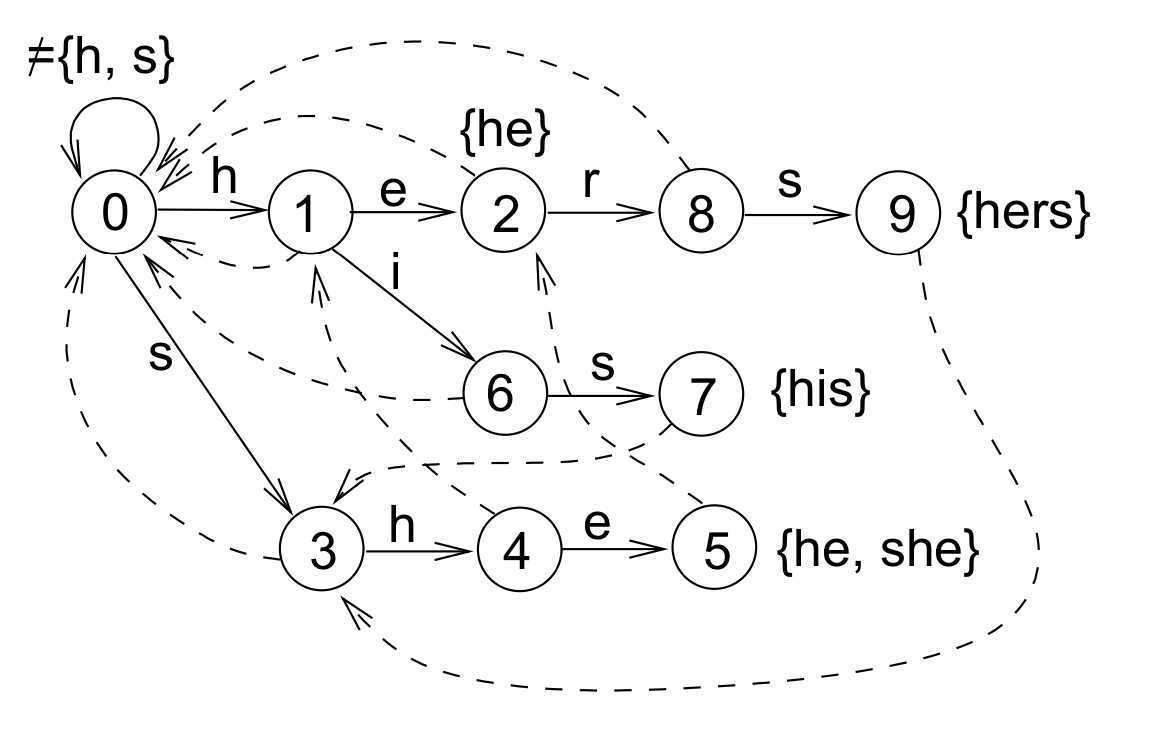 ≠{h, s}
{he}
h
e
r
s
0
1
2
8
9
{hers}
i
s
s
6
7
{his}
h
e
3
4
5
{he, she}